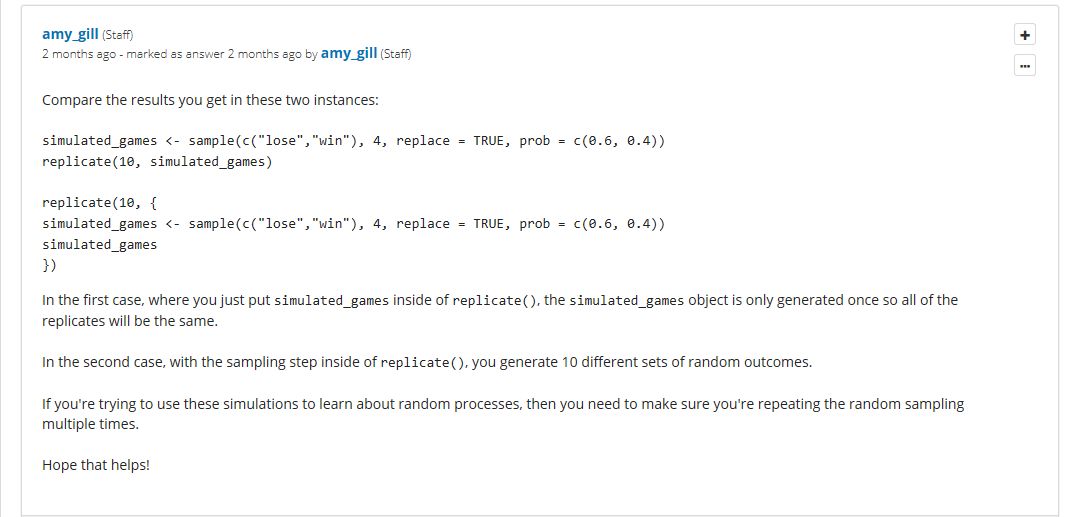 amy_gill (Staff)
2 months ago - marked as answer 2 months ago by amy_gill (Staff)
Compare the results you get in these two instances:
simulated_games <- sample(c("lose","win"), 4, replace = TRUE, prob = c(0.6, 0.4))
replicate(10, simulated_games)
replicate(10, {
simulated_games <- sample(c("lose","win"), 4, replace = TRUE, prob = c(0.6, 0.4))
simulated_games
})
In the first case, where you just put simulated_games inside of replicate(), the simulated_games object is only generated once so all of the
replicates will be the same.
In the second case, with the sampling step inside of replicate(), you generate 10 different sets of random outcomes.
If you're trying to use these simulations to learn about random processes, then you need to make sure you're repeating the random sampling
multiple times.
Hope that helps!